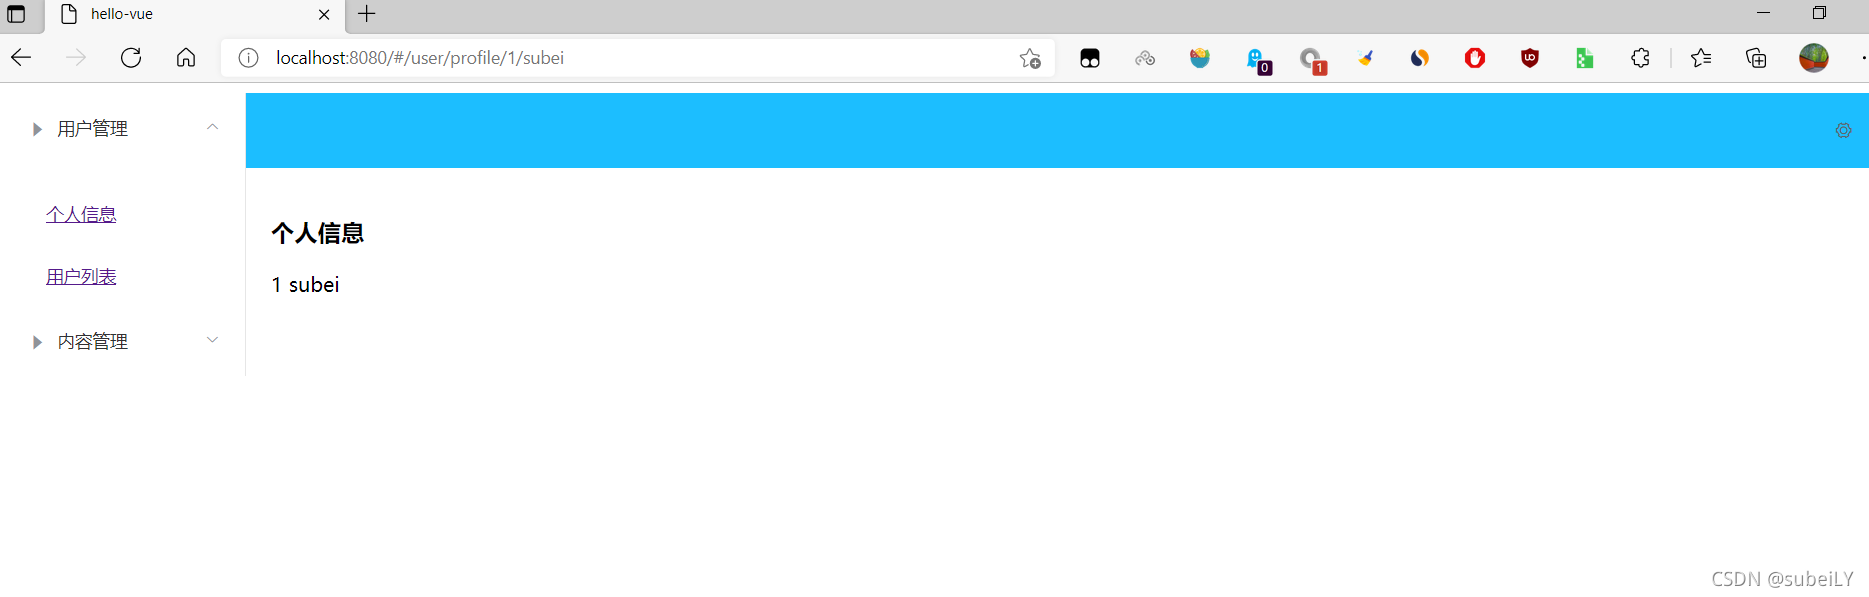 hello-vue
localhost:8080/#/user/profile/1/subei
0
1
用户管理
个人信息
用户列表
内容管理
个人信息
1 subei
CSDN @subeiLY